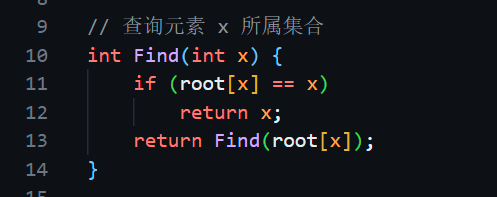 9 // 查询元素 x 所属集合
10 int Find(int x) {
11     if (root[x] == x)
12         return x;
13     return Find(root[x]);
14 }